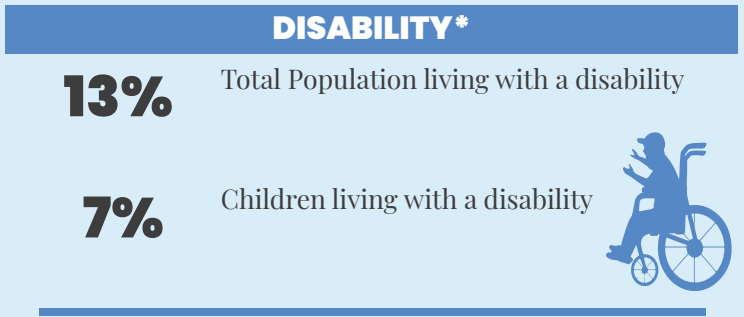 DISABILITY*
13% Total Population living with a disability
7% Children living with a disability